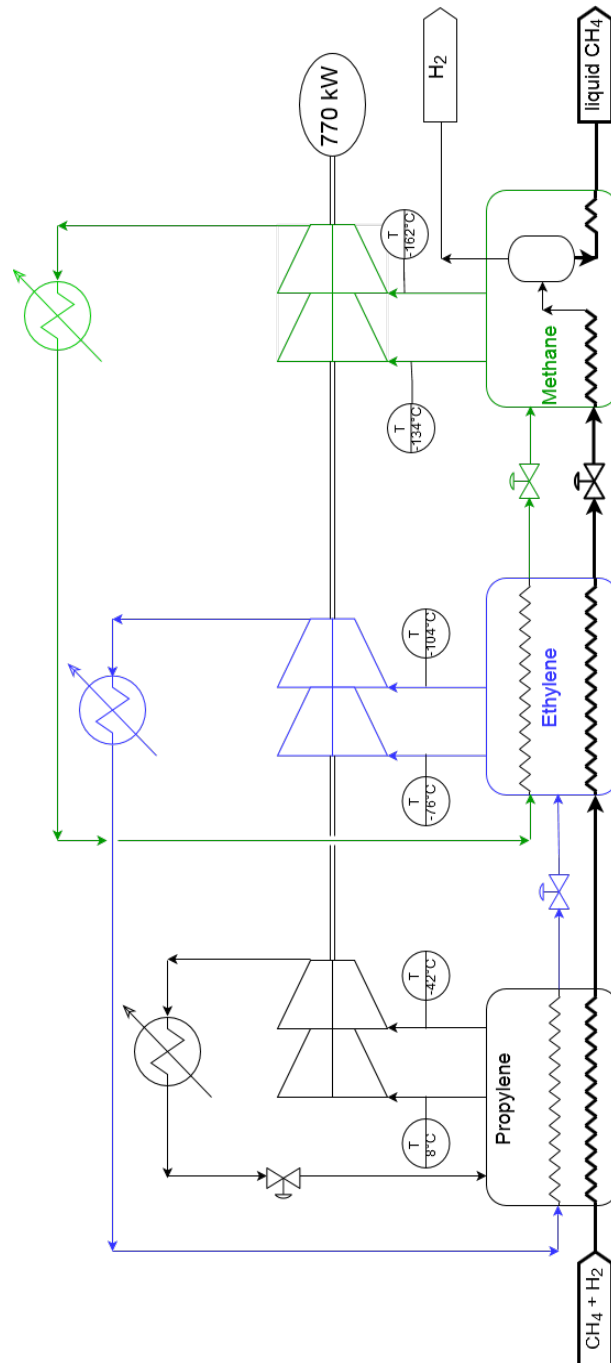 CH4 + H2
Propylene
T
8°C
T
-42°C
Ethylene
T
-76°C
T
-104°C
Methane
T
-134°C
T
-162°C
770 kW
H2
liquid CH4